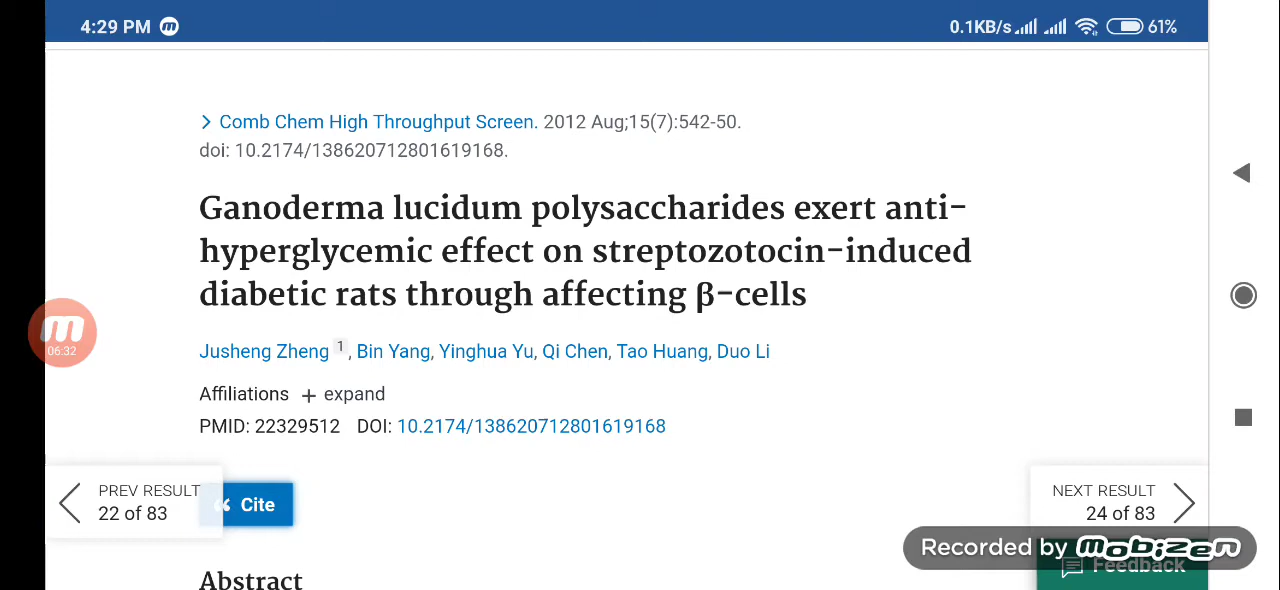 4:29 PM
0.1KB/s 61%
Comb Chem High Throughput Screen. 2012 Aug;15(7):542-50.
doi: 10.2174/138620712801619168.
Ganoderma lucidum polysaccharides exert anti-
hyperglycemic effect on streptozotocin-induced
diabetic rats through affecting β-cells
Jusheng Zheng 1, Bin Yang, Yinghua Yu, Qi Chen, Tao Huang, Duo Li
Affiliations + expand
PMID: 22329512 DOI: 10.2174/138620712801619168
06:32
PREV RESULT
22 of 83
Cite
NEXT RESULT
24 of 83
Recorded by mobizen
Feedback
Abstract